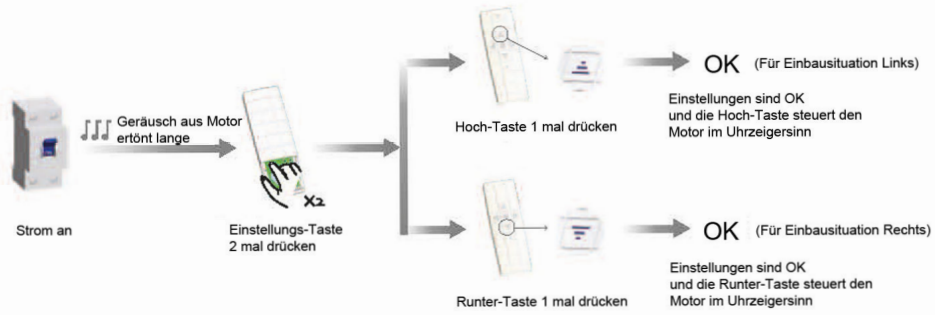 Strom an
Geräusch aus Motor
ertönt lange
x2
Einstellungs-Taste
2 mal drücken
Hoch-Taste 1 mal drücken
OK (Für Einbausituation Links)
Einstellungen sind OK
und die Hoch-Taste steuert den
Motor im Uhrzeigersinn
Runter-Taste 1 mal drücken
OK (Für Einbausituation Rechts)
Einstellungen sind OK
und die Runter-Taste steuert den
Motor im Uhrzeigersinn